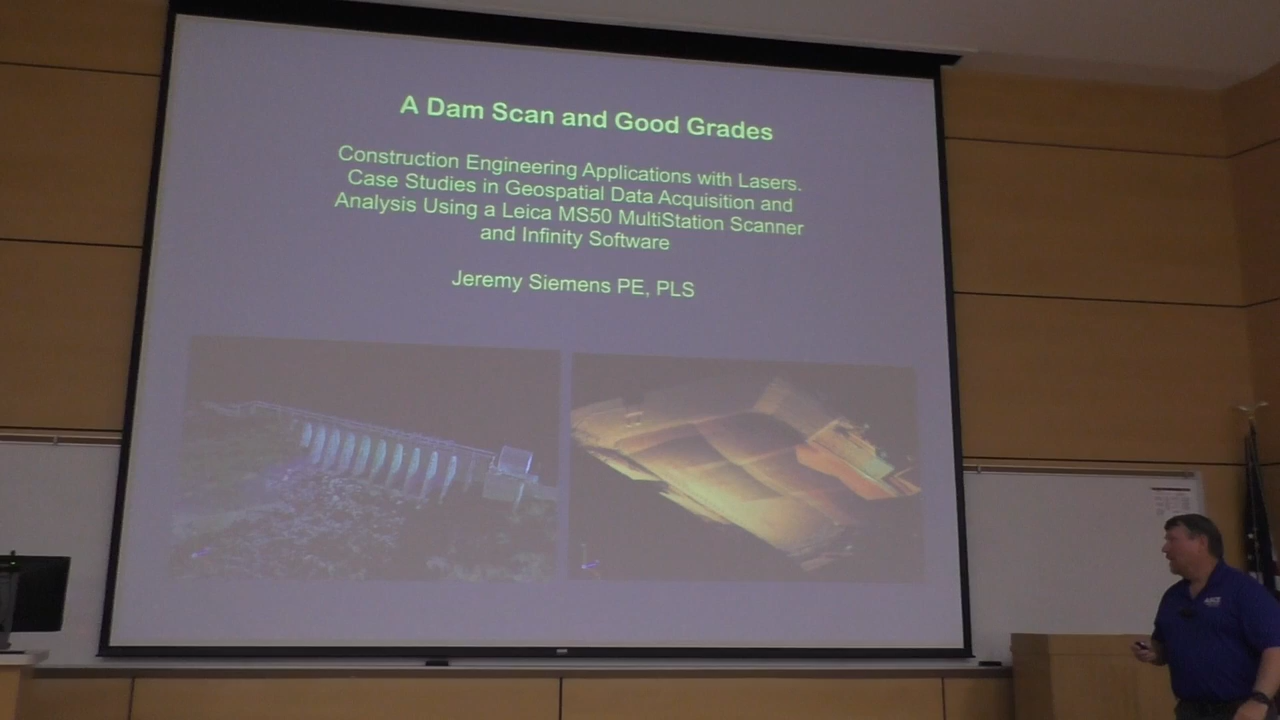 A Dam Scan and Good Grades
Construction Engineering Applications with Lasers.
Case Studies in Geospatial Data Acquisition and
Analysis Using a Leica MS50 MultiStation Scanner
and Infinity Software
Jeremy Siemens PE, PLS